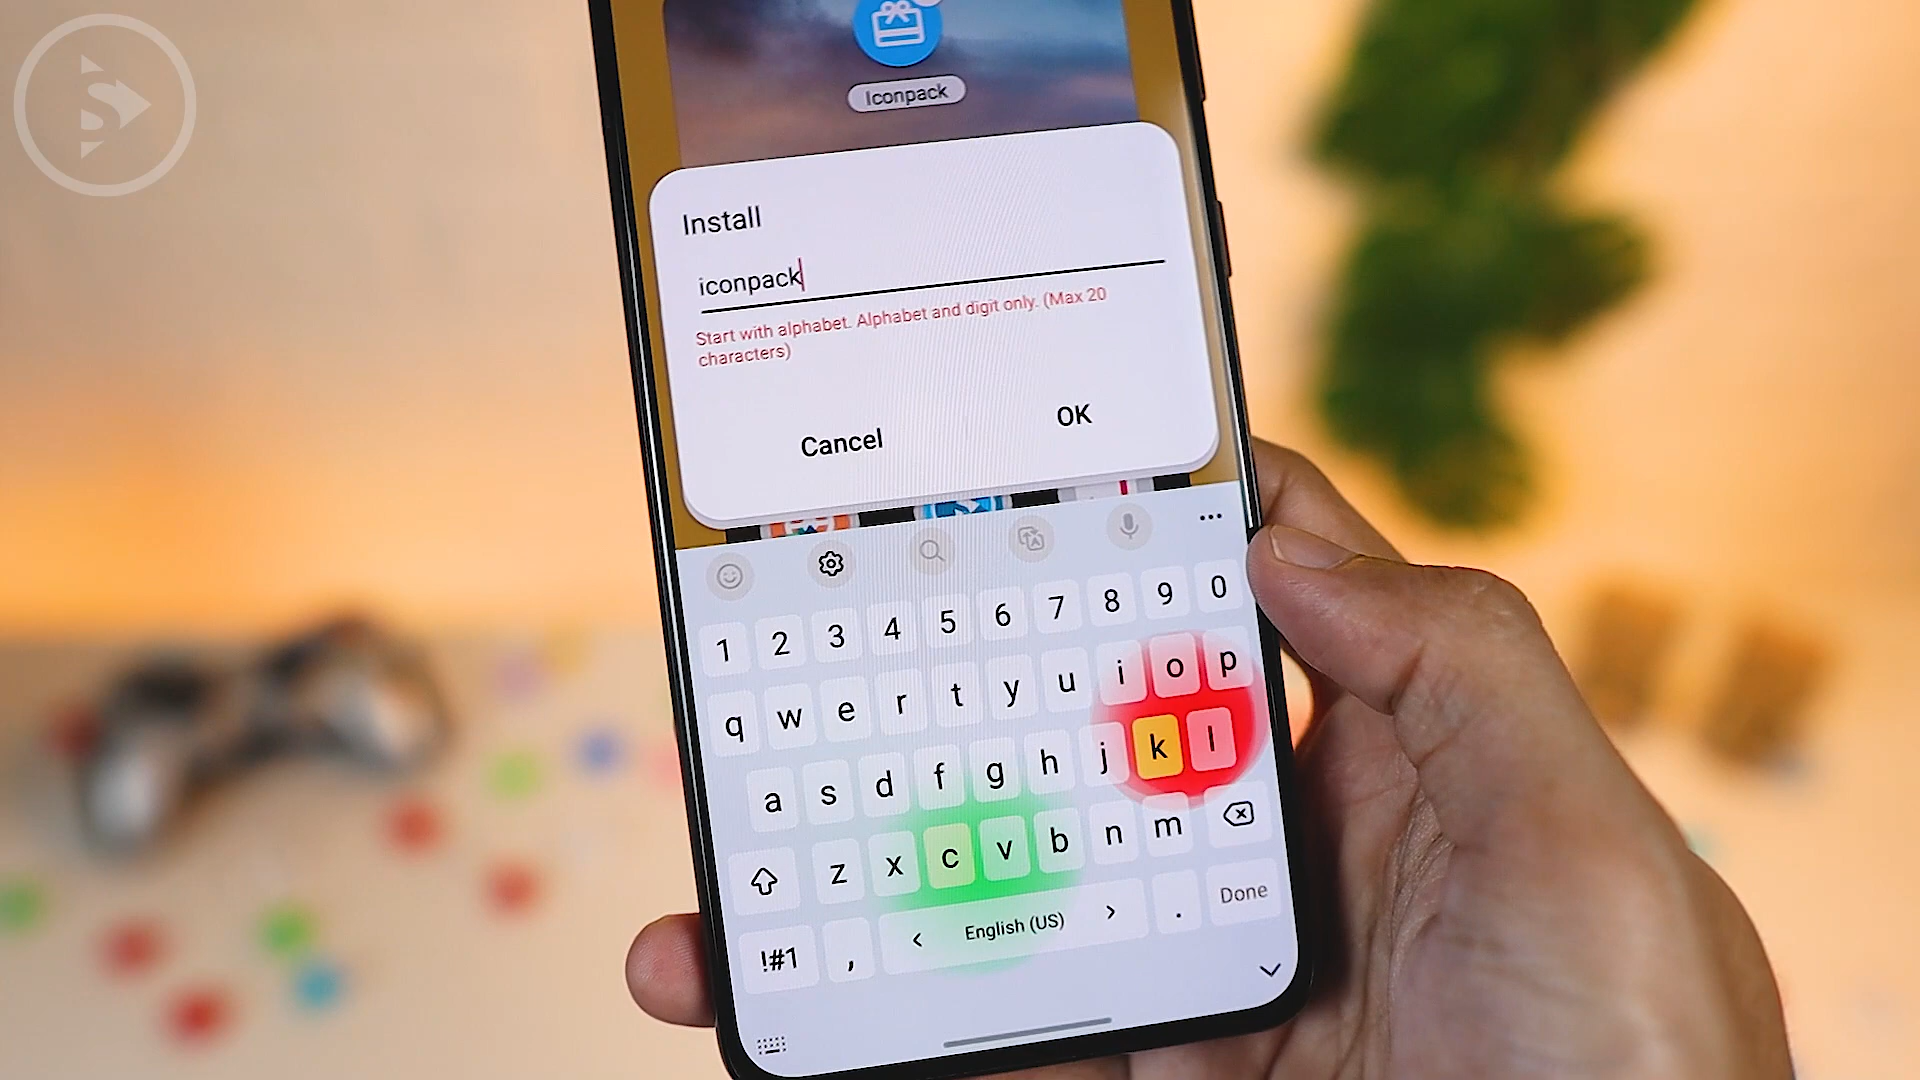 S
Iconpack
Install
iconpack
Start with alphabet. Alphabet and digit only. (Max 20
characters)
Cancel
OK
1 2 3 4 5 6 7 8 9 0
q w e r t y u i o p
a s d f g h j k l
z x c v b n m
!#1 , < English (US) > . Done